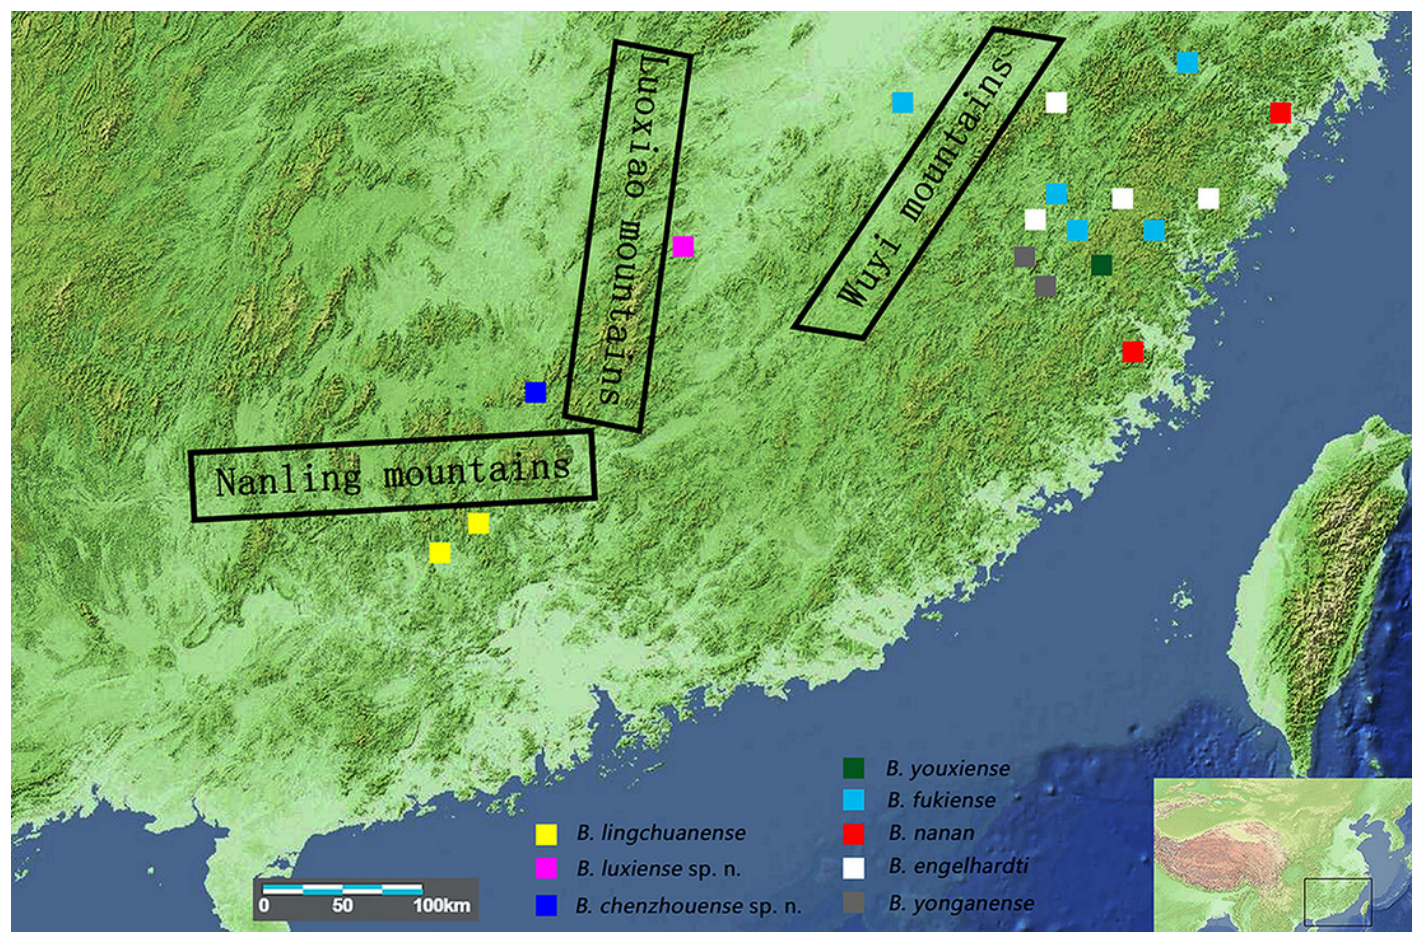 Luoxiao mountains
Wuyi mountains
Nanling mountains
B. youxiense
B. fukiense
B. lingchuanense
B. nanan
B. luxiense sp. n.
B. engelhardti
B. chenzhouense sp. n.
B. yonganense
0 50 100km